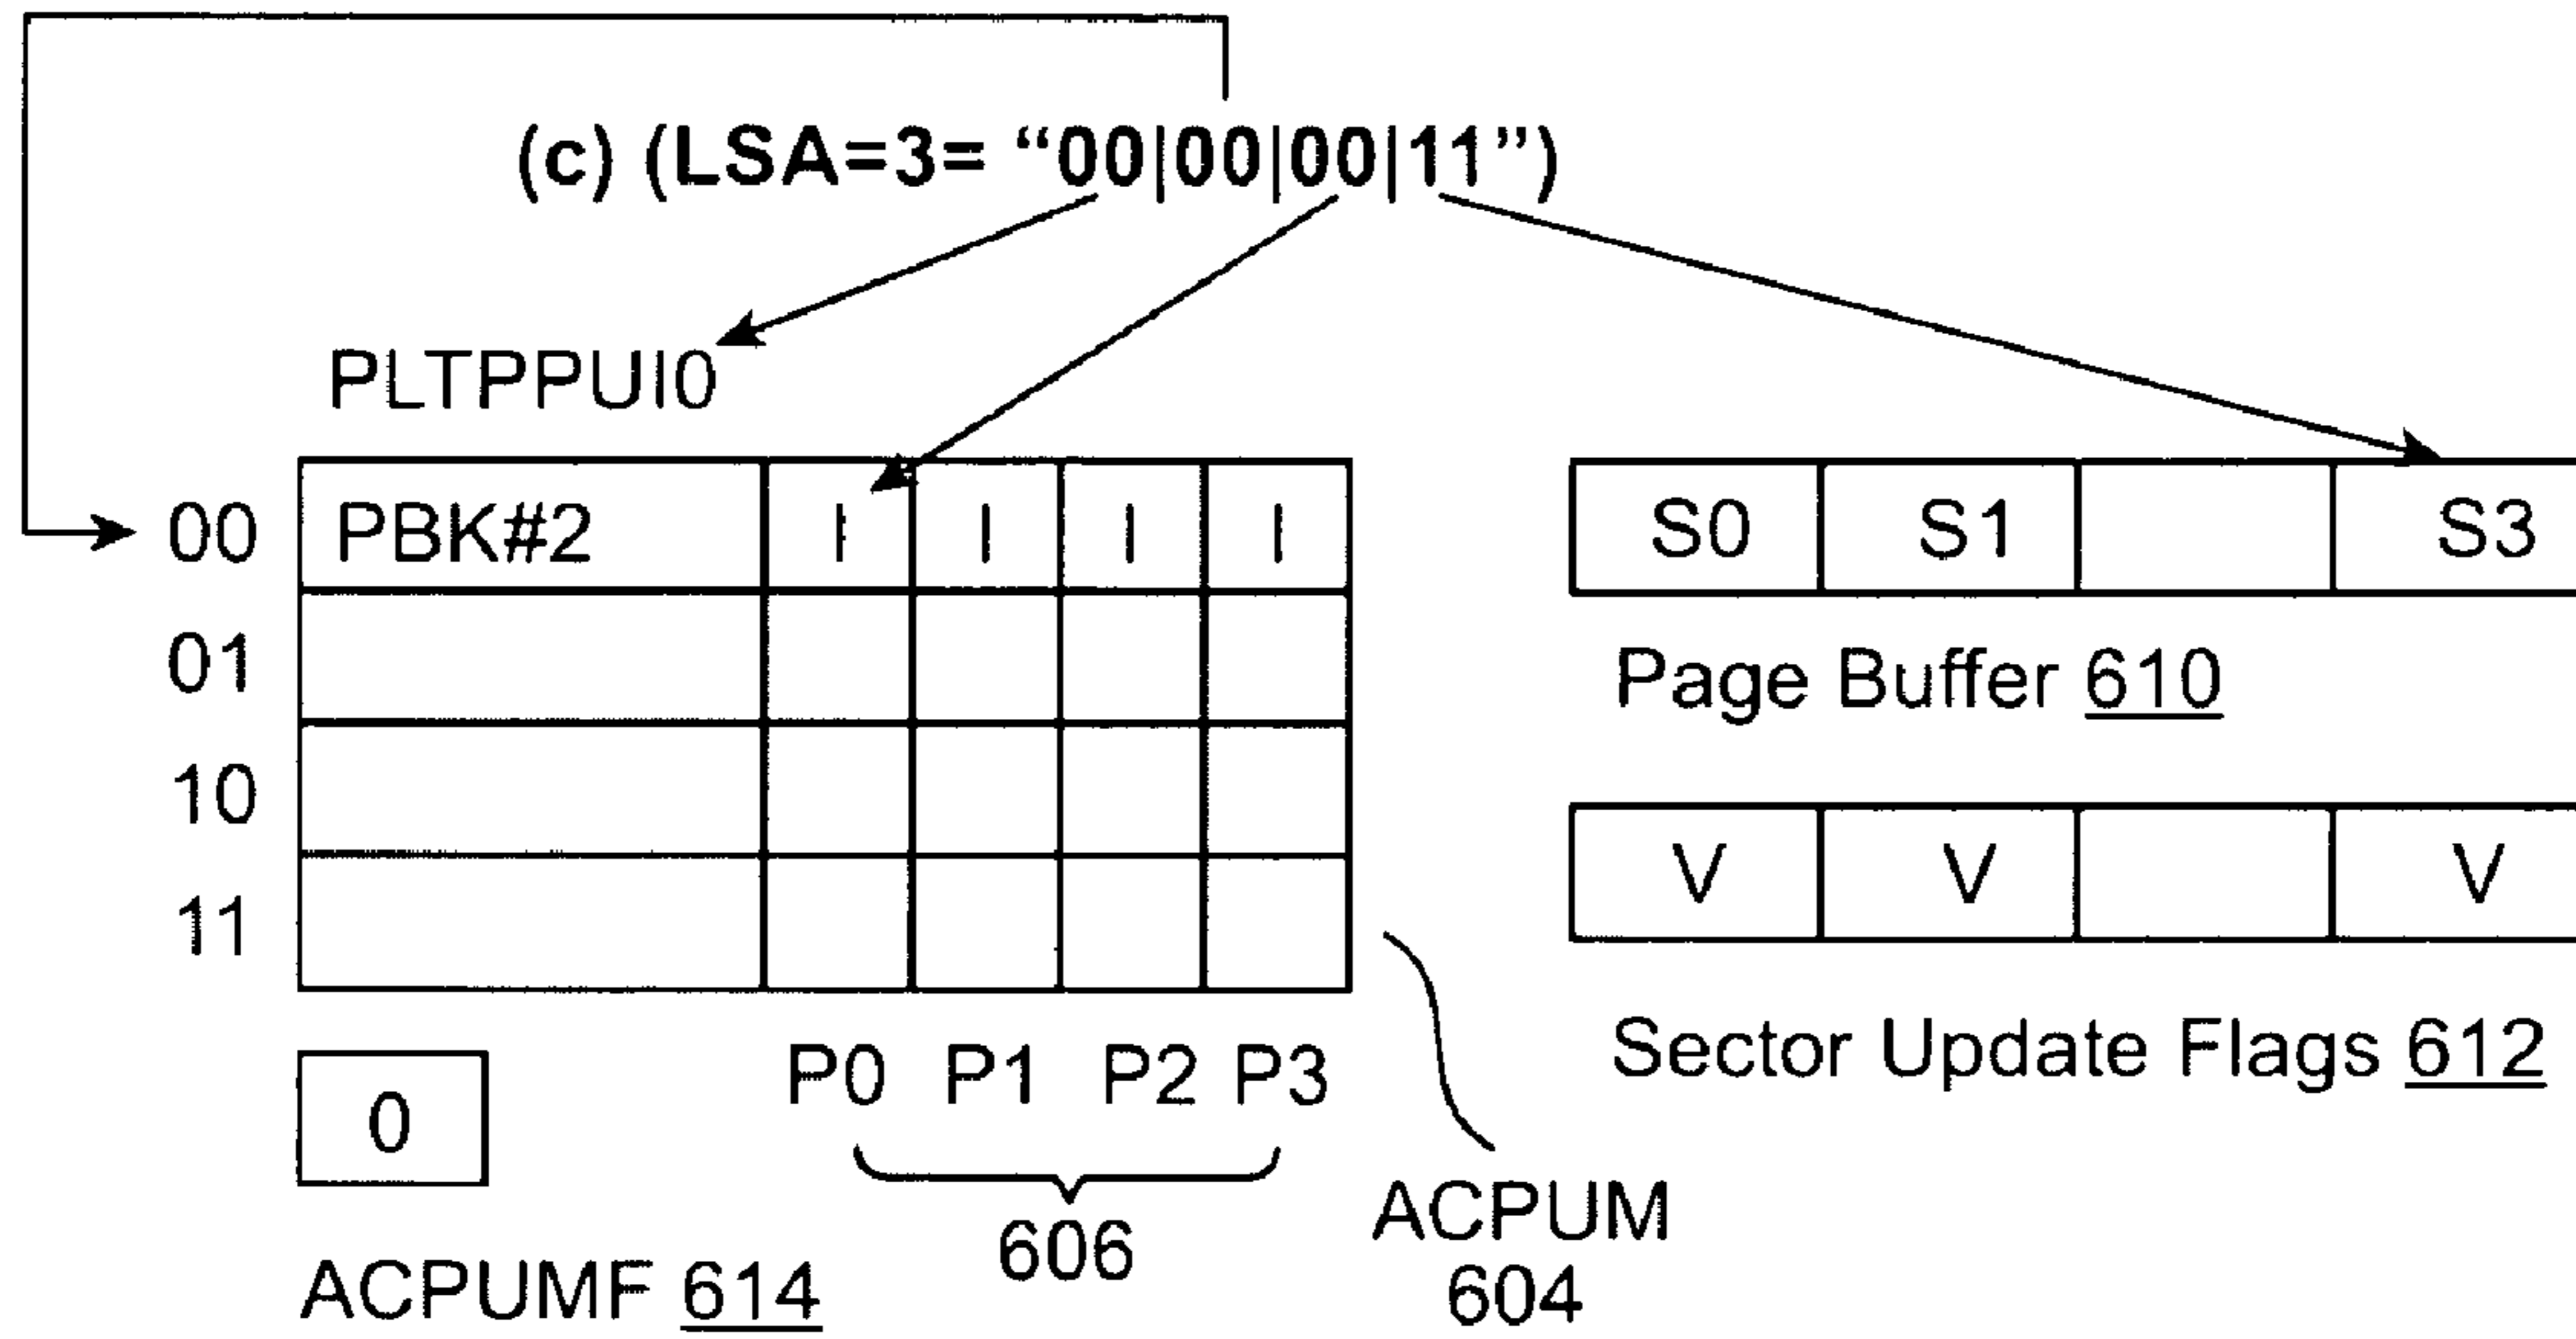 (c) (LSA=3= “00|00|00|11”)
PLTPPUI0
00 PBK#2 I I I I
01
10
11
P0 P1 P2 P3
606
0
ACPUMF 614
ACPUM
604
S0 S1 S3
Page Buffer 610
V V V
Sector Update Flags 612